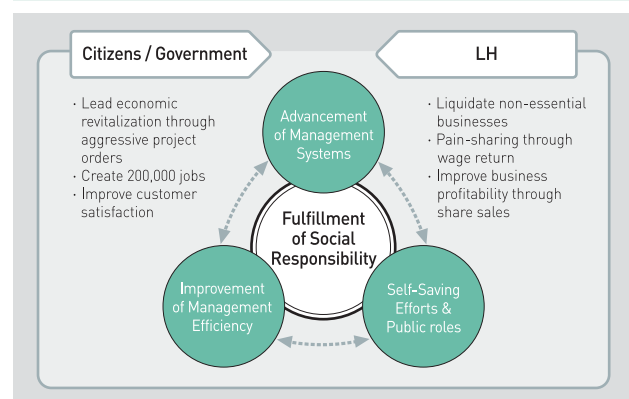 Citizens / Government
· Lead economic
revitalization through
aggressive project
orders
· Create 200,000 jobs
· Improve customer
satisfaction
LH
· Liquidate non-essential
businesses
· Pain-sharing through
wage return
· Improve business
profitability through
share sales
Advancement
of Management
Systems
Fulfillment
of Social
Responsibility
Improvement
of Management
Efficiency
Self-Saving
Efforts &
Public roles